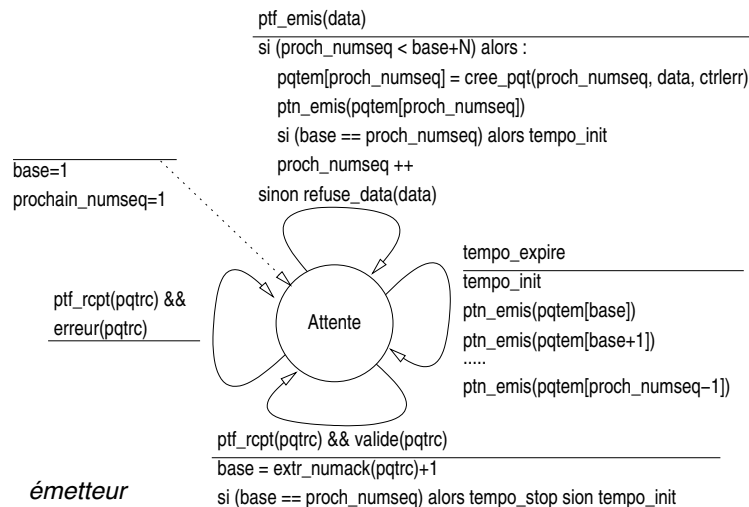 ptf_emis(data)
si (proch_numseq < base+N) alors :
pqtem[proch_numseq] = cree_pqt(proch_numseq, data, ctrlerr)
ptn_emis(pqtem[proch_numseq])
si (base == proch_numseq) alors tempo_init
proch_numseq ++
sinon refuse_data(data)
base=1
prochain_numseq=1
tempo_expire
tempo_init
ptn_emis(pqtem[base])
ptn_emis(pqtem[base+1])
.....
ptn_emis(pqtem[proch_numseq−1])
ptf_rcpt(pqtrc) &&
erreur(pqtrc)
Attente
ptf_rcpt(pqtrc) && valide(pqtrc)
base = extr_numack(pqtrc)+1
si (base == proch_numseq) alors tempo_stop sion tempo_init
émetteur